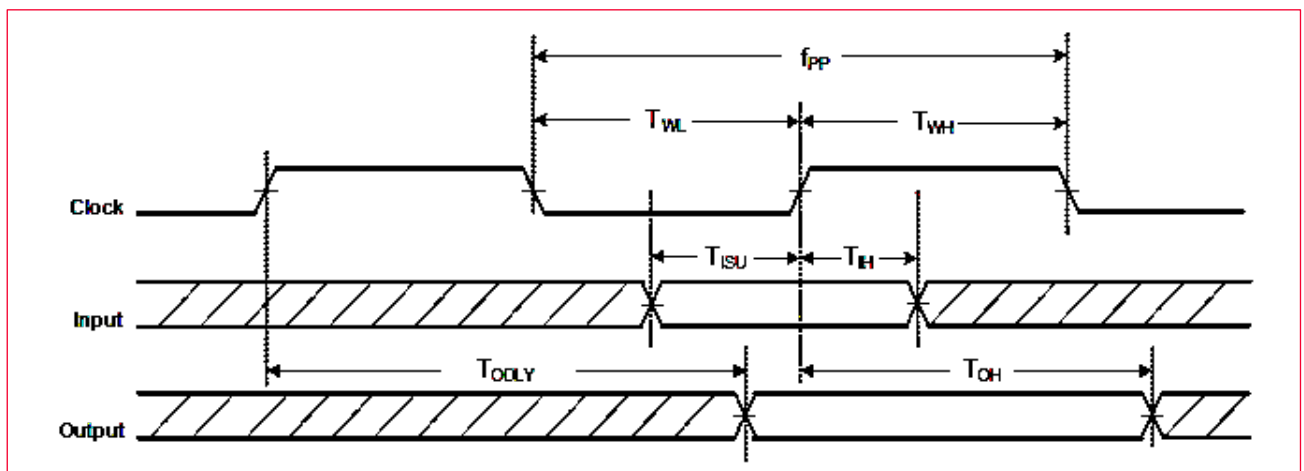 fPP
TWL TWH
Clock
TISU TIH
Input
TODLY TOH
Output